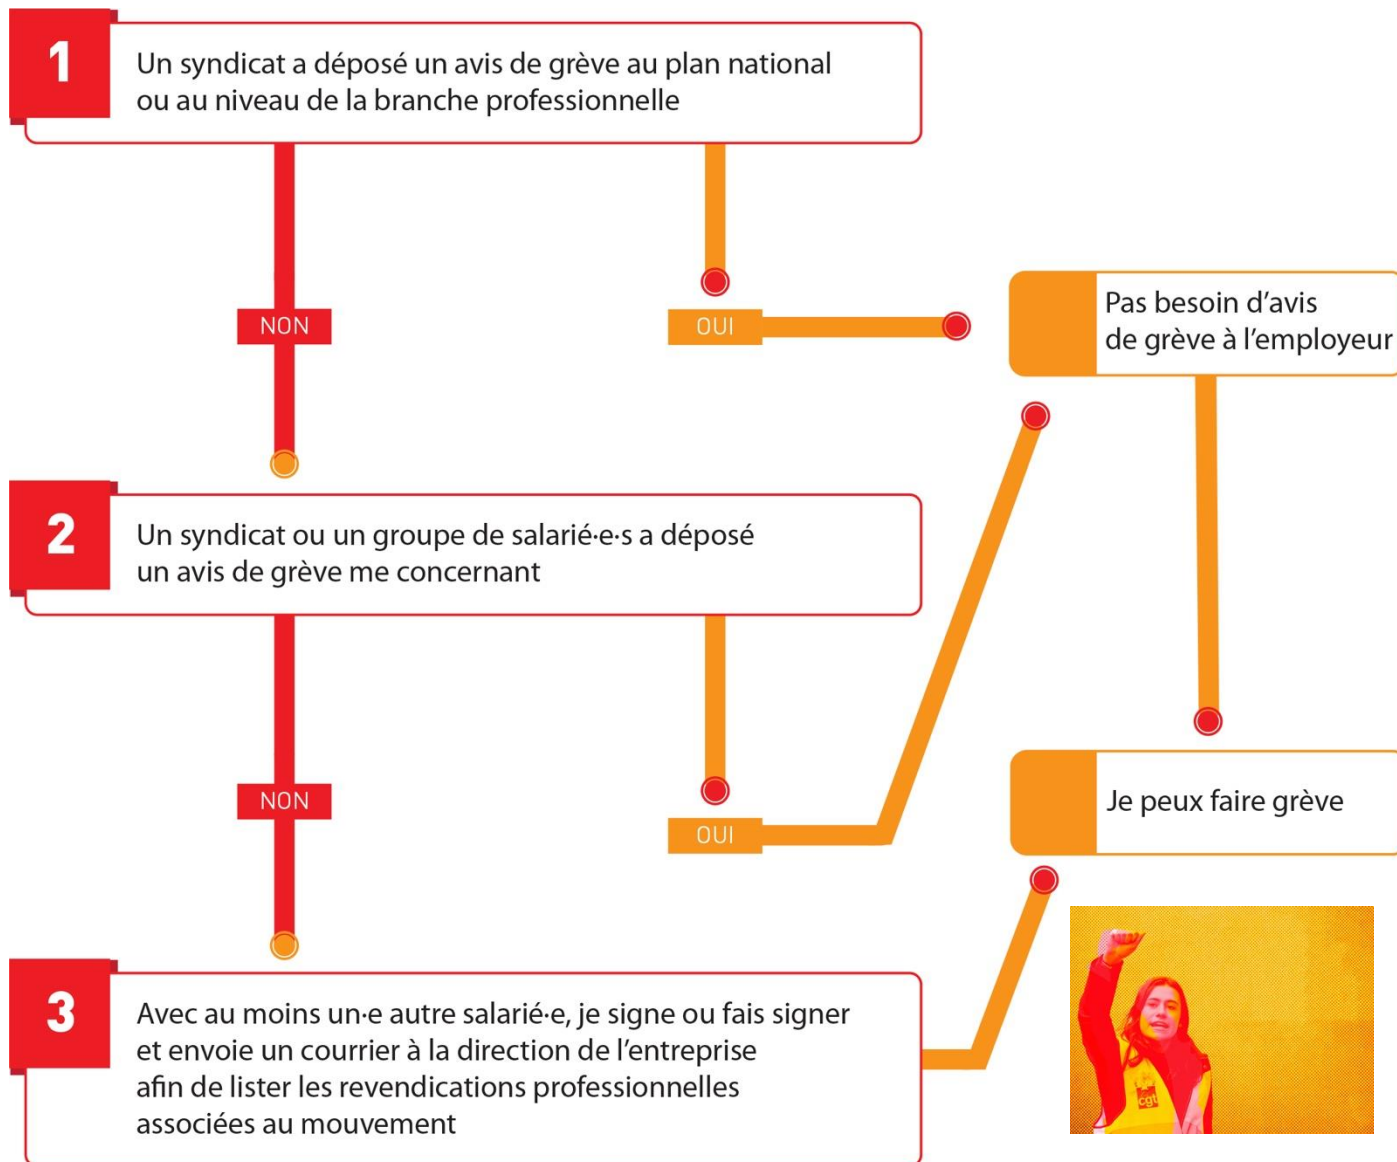 1
Un syndicat a déposé un avis de grève au plan national
ou au niveau de la branche professionnelle
NON
OUI
Pas besoin d’avis
de grève à l’employeur
2
Un syndicat ou un groupe de salarié·e·s a déposé
un avis de grève me concernant
NON
OUI
Je peux faire grève
3
Avec au moins un·e autre salarié·e, je signe ou fais signer
et envoie un courrier à la direction de l’entreprise
afin de lister les revendications professionnelles
associées au mouvement
cgt